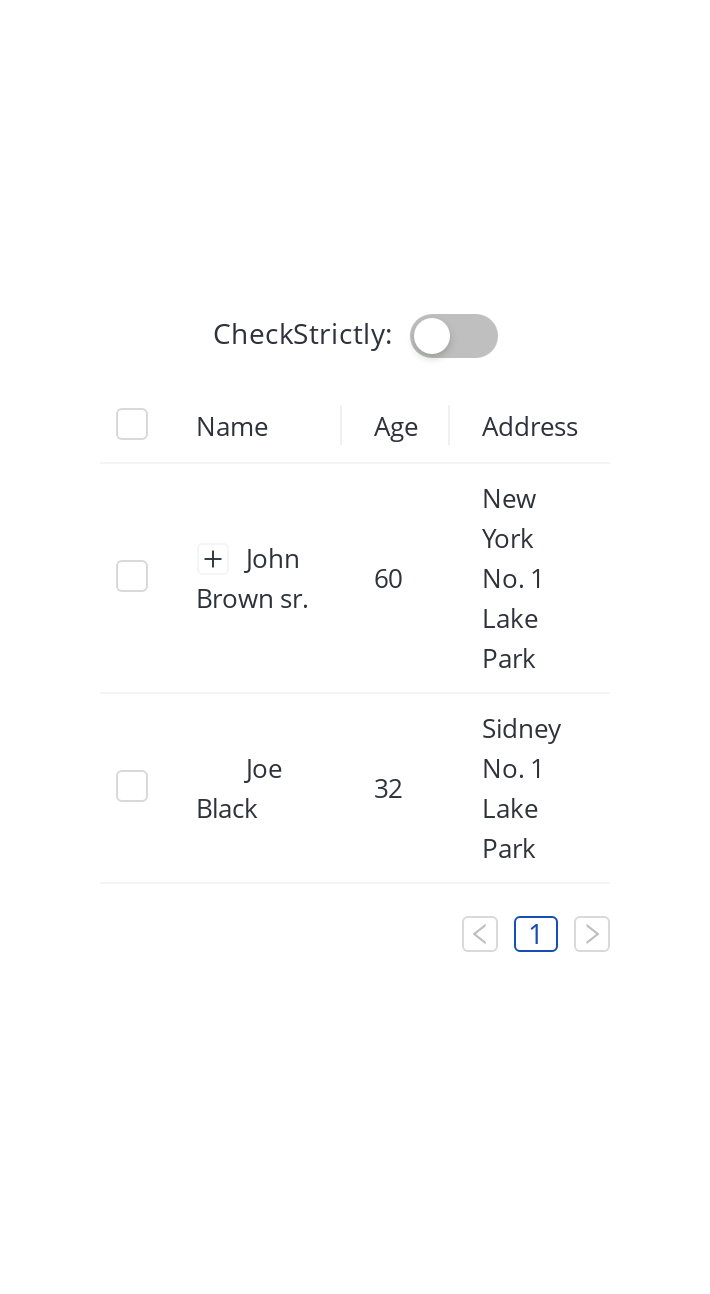 CheckStrictly:
Name Age Address
John
Brown sr.
60
New
York
No. 1
Lake
Park
Joe
Black
32
Sidney
No. 1
Lake
Park
1